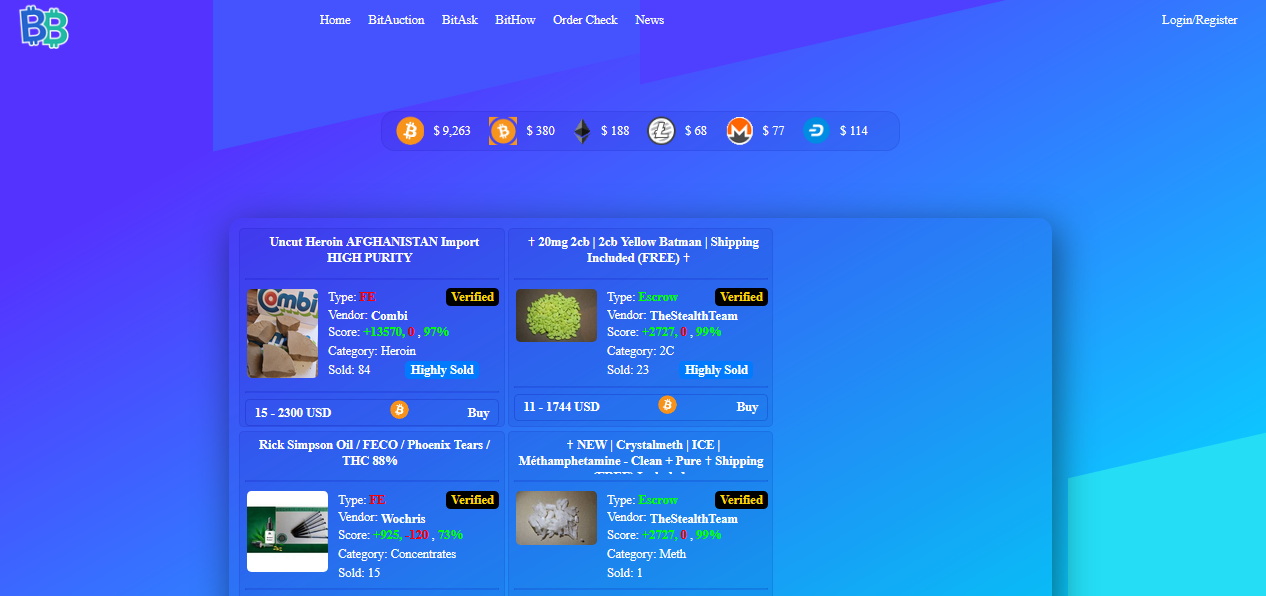 BB
Home BitAuction BitAsk BitHow Order Check News Login/Register
$ 9,263 $ 380 $ 188 $ 68 $ 77 $ 114
Uncut Heroin AFGHANISTAN Import
HIGH PURITY
Combi
Type: FE Verified
Vendor: Combi
Score: +13570, 0 , 97%
Category: Heroin
Sold: 84 Highly Sold
15 - 2300 USD Buy
† 20mg 2cb | 2cb Yellow Batman | Shipping
Included (FREE) †
Type: Escrow Verified
Vendor: TheStealthTeam
Score: +2727, 0 , 99%
Category: 2C
Sold: 23 Highly Sold
11 - 1744 USD Buy
Rick Simpson Oil / FECO / Phoenix Tears /
THC 88%
Type: FE Verified
Vendor: Wochris
Score: +925, -120 , 73%
Category: Concentrates
Sold: 15
† NEW | Crystalmeth | ICE |
Méthamphetamine - Clean + Pure † Shipping
(FREE) Included
Type: Escrow Verified
Vendor: TheStealthTeam
Score: +2727, 0 , 99%
Category: Meth
Sold: 1